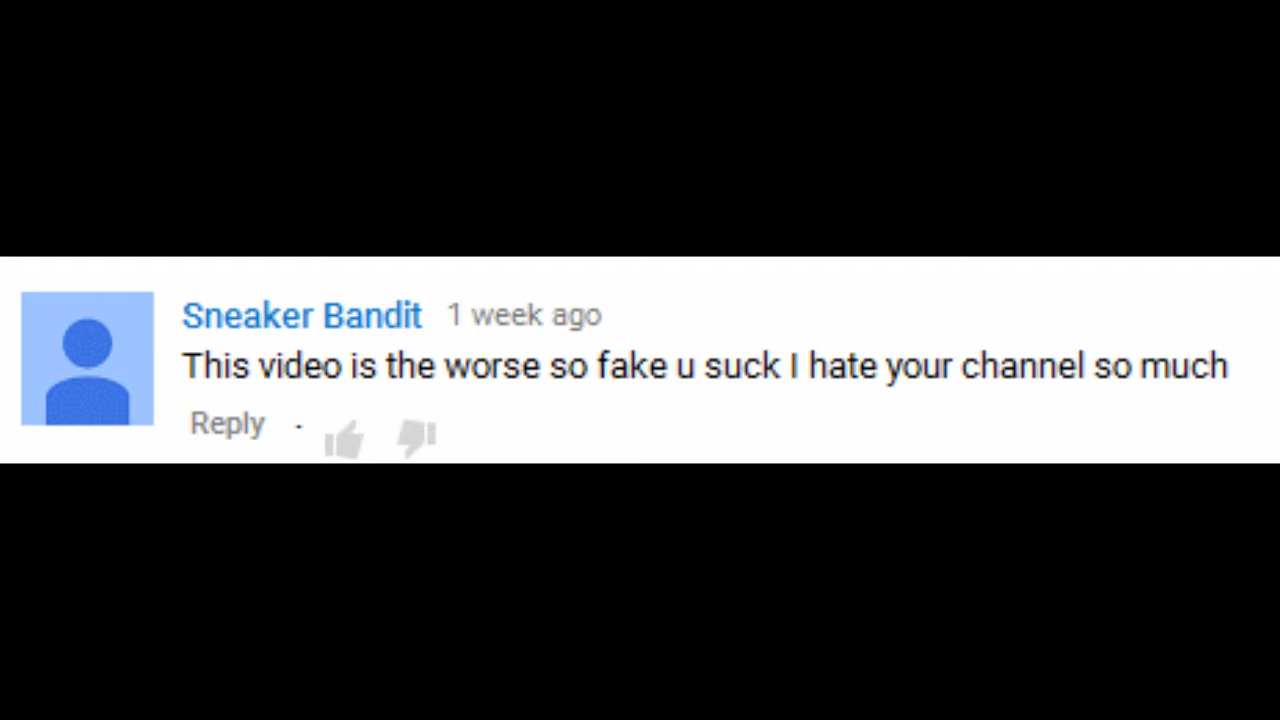 Sneaker Bandit 1 week ago
This video is the worse so fake u suck I hate your channel so much
Reply ·